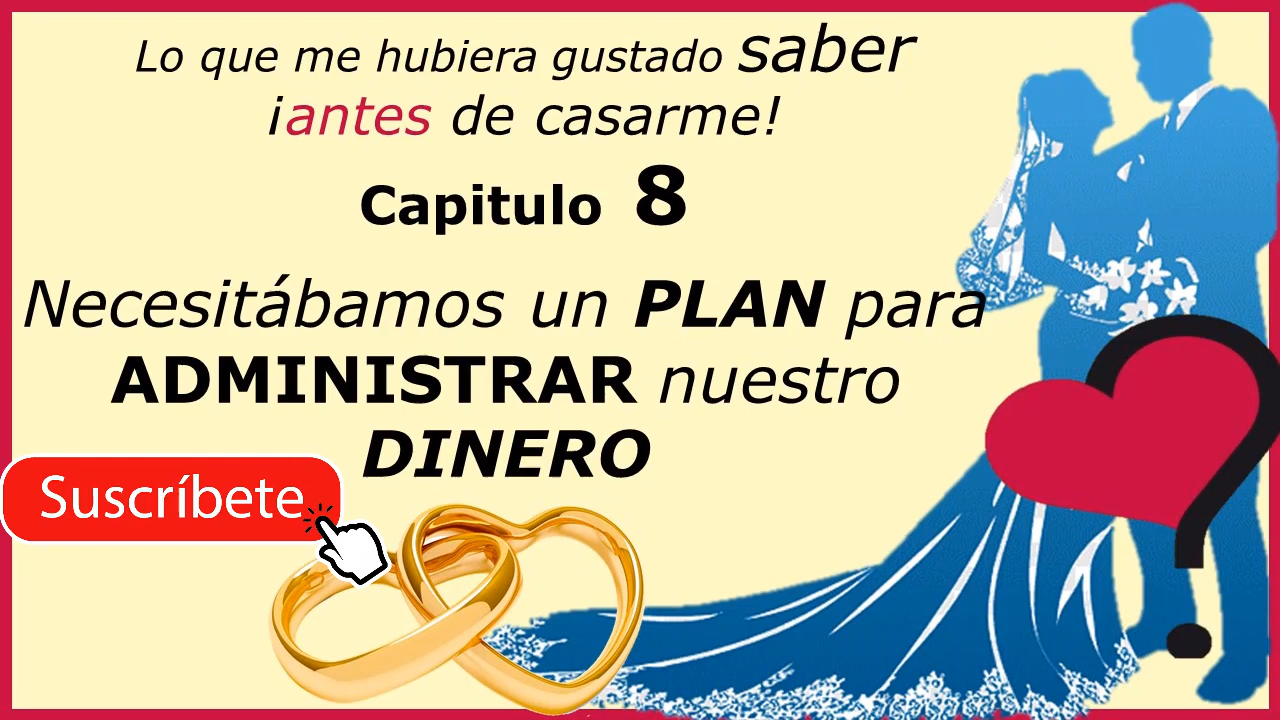 Lo que me hubiera gustado saber
¡antes de casarme!
Capitulo 8
Necesitábamos un PLAN para
ADMINISTRAR nuestro
DINERO
Suscríbete